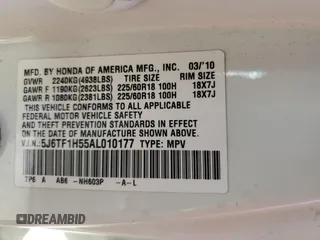 MFD. BY HONDA OF AMERICA MFG., INC. 03/'10
GVWR 2240KG(4938LBS) TIRE SIZE RIM SIZE
GAWR F 1190KG(2623LBS) 225/60R18 100H 18X7J
GAWR R 1080KG(2381LBS) 225/60R18 100H 18X7J
THIS VEHICLE CONFORMS TO ALL APPLICABLE
FEDERAL MOTOR VEHICLE SAFETY AND
THEFT PREVENTION STANDARDS IN EFFECT ON
THE DATE OF MANUFACTURE SHOWN ABOVE.
V.I.N.:5J6TF1H55AL010177 TYPE: MPV
TP6 A AB6 -NH603P -A-L